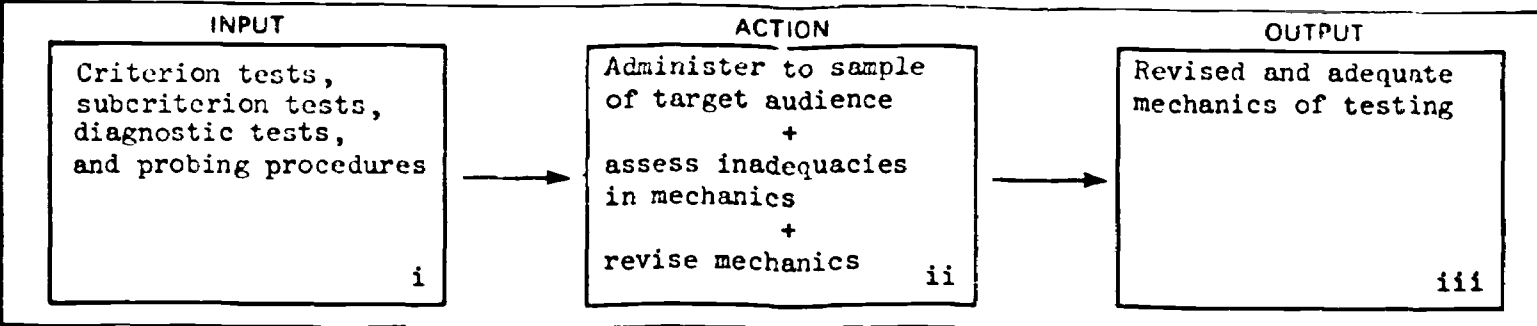 INPUT
Criterion tests,
subcriterion tests,
diagnostic tests,
and probing procedures
i
ACTION
Administer to sample
of target audience
+
assess inadequacies
in mechanics
+
revise mechanics
ii
OUTPUT
Revised and adequate
mechanics of testing
iii